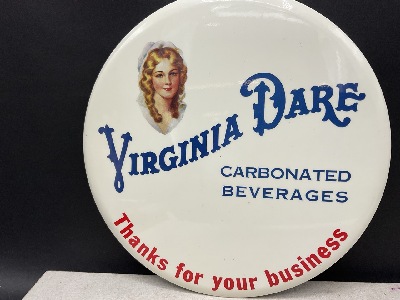 VIRGINIA DARE
CARBONATED
BEVERAGES
Thanks for your business